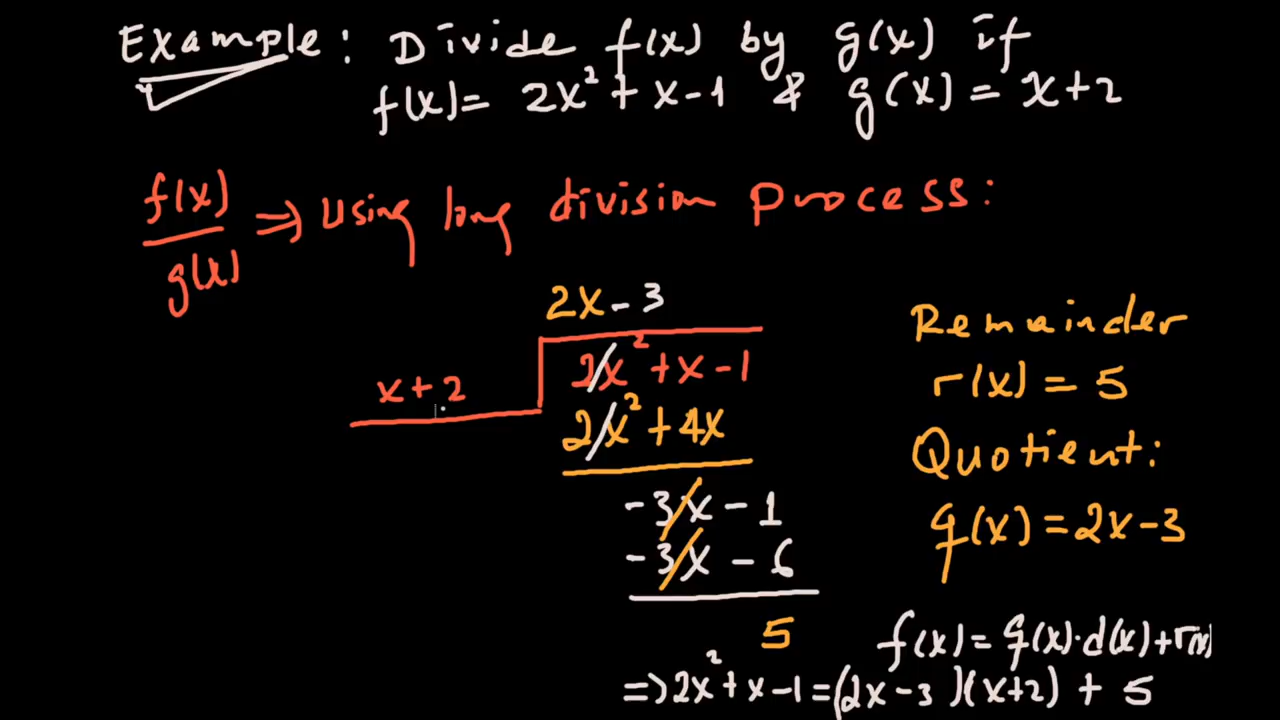 Example: Divide f(x) by g(x) if
f(x)= 2x² + x-1 & g(x) = x+2
f(x)
g(x)
⇒ Using long division process:
2x - 3
x+2
2x² + x - 1
2x² + 4x
-3x - 1
-3x - 6
5
Remainder
r(x) = 5
Quotient:
q(x) = 2x-3
f(x)= q(x)·d(x)+r(x)
⇒ 2x² + x-1 = (2x-3)(x+2) + 5